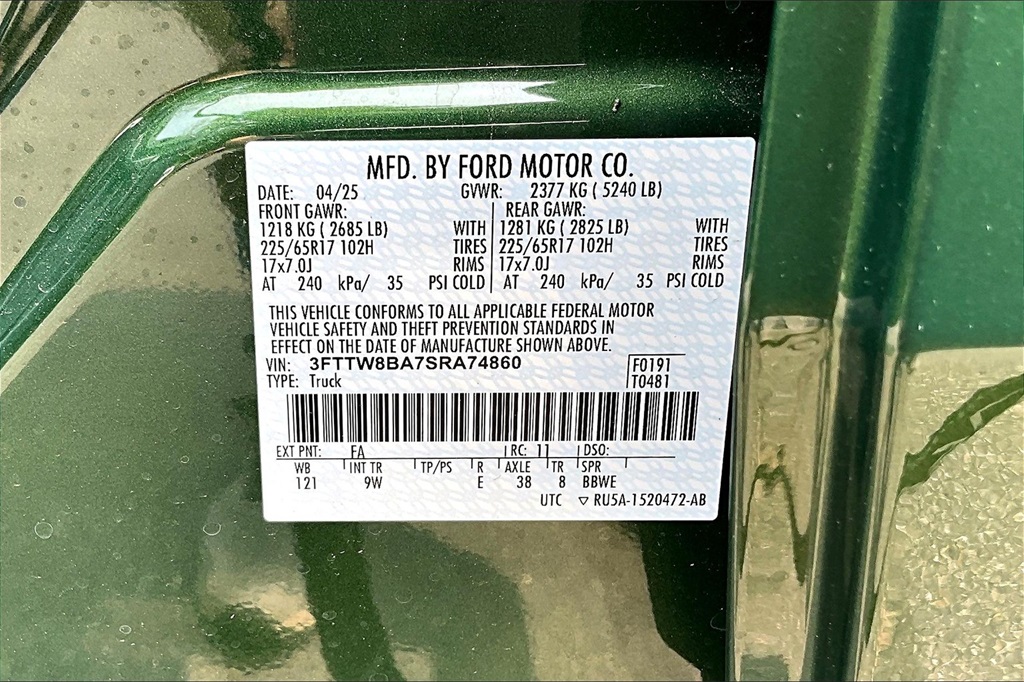 MFD. BY FORD MOTOR CO.
DATE: 04/25 GVWR: 2377 KG ( 5240 LB)
FRONT GAWR: REAR GAWR:
1218 KG ( 2685 LB) WITH 1281 KG ( 2825 LB) WITH
225/65R17 102H TIRES 225/65R17 102H TIRES
17x7.0J RIMS 17x7.0J RIMS
AT 240 kPa/ 35 PSI COLD AT 240 kPa/ 35 PSI COLD
THIS VEHICLE CONFORMS TO ALL APPLICABLE FEDERAL MOTOR
VEHICLE SAFETY AND THEFT PREVENTION STANDARDS IN
EFFECT ON THE DATE OF MANUFACTURE SHOWN ABOVE.
VIN: 3FTTW8BA7SRA74860 F0191
TYPE: Truck T0481
EXT PNT: FA RC: 11 DSO:
WB INT TR TP/PS R AXLE TR SPR
121 9W E 38 8 BBWE
UTC ▽ RU5A-1520472-AB